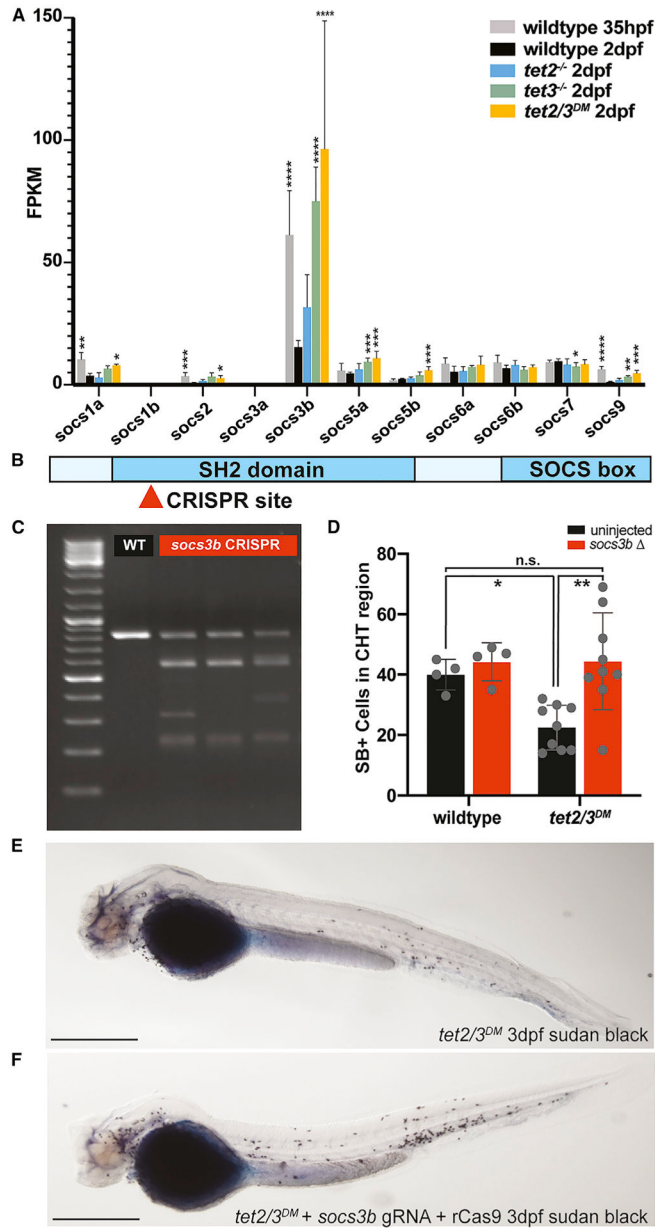 A
150
100
50
0
FPKM
wildtype 35hpf
wildtype 2dpf
tet2-/- 2dpf
tet3-/- 2dpf
tet2/3DM 2dpf
**
*
***
*
****
****
****
***
***
***
*
****
**
***
socs1a
socs1b
socs2
socs3a
socs3b
socs5a
socs5b
socs6a
socs6b
socs7
socs9
B
SH2 domain
SOCS box
CRISPR site
C
WT
socs3b CRISPR
D
uninjected
socs3b Δ
n.s.
*
**
80
60
40
20
0
SB+ Cells in CHT region
wildtype
tet2/3DM
E
tet2/3DM 3dpf sudan black
F
tet2/3DM + socs3b gRNA + rCas9 3dpf sudan black